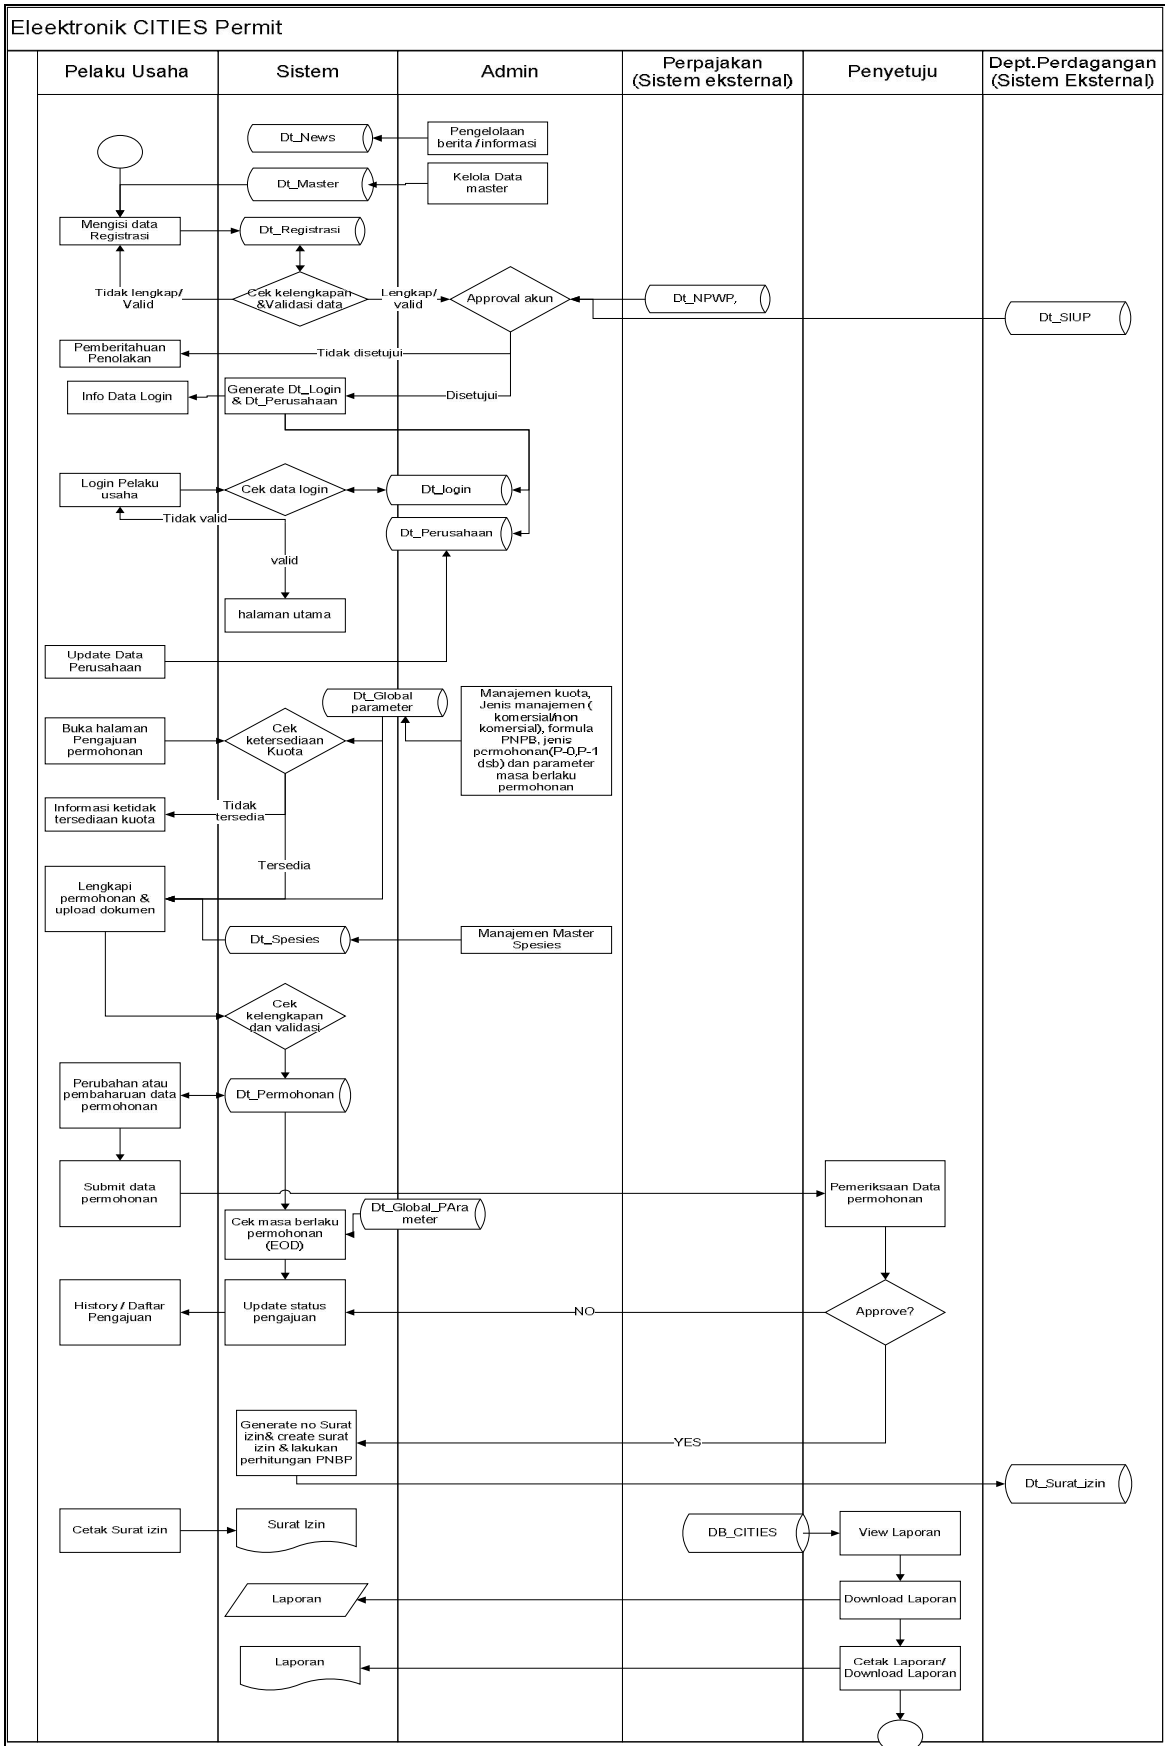 Eleektronik CITIES Permit
Pelaku Usaha
Sistem
Admin
Perpajakan
(Sistem eksternal)
Penyetuju
Dept.Perdagangan
(Sistem Eksternal)
Dt_News
Pengelolaan
berita / informasi
Dt_Master
Kelola Data
master
Mengisi data
Registrasi
Dt_Registrasi
Tidak lengkap/
Valid
Cek kelengkapan
&Validasi data
Lengkap/
valid
Approval akun
Dt_NPWP,
Dt_SIUP
Pemberitahuan
Penolakan
Tidak disetujui
Info Data Login
Generate Dt_Login
& Dt_Perusahaan
Disetujui
Login Pelaku
usaha
Cek data login
Dt_login
Tidak valid
Dt_Perusahaan
valid
halaman utama
Update Data
Perusahaan
Dt_Global
parameter
Manajemen kuota,
Jenis manajemen (
komersial/non
komersial), formula
PNPB, jenis
permohonan(P-0,P-1
dsb) dan parameter
masa berlaku
permohonan
Buka halaman
Pengajuan
permohonan
Cek
ketersediaan
Kuota
Informasi ketidak
tersediaan kuota
Tidak
tersedia
Tersedia
Lengkapi
permohonan &
upload dokumen
Dt_Spesies
Manajemen Master
Spesies
Cek
kelengkapan
dan validasi
Perubahan atau
pembaharuan data
permohonan
Dt_Permohonan
Submit data
permohonan
Pemeriksaan Data
permohonan
Dt_Global_PAra
meter
Cek masa berlaku
permohonan
(EOD)
History / Daftar
Pengajuan
Update status
pengajuan
NO
Approve?
Generate no Surat
izin& create surat
izin & lakukan
perhitungan PNBP
YES
Dt_Surat_izin
Cetak Surat izin
Surat Izin
DB_CITIES
View Laporan
Laporan
Download Laporan
Laporan
Cetak Laporan/
Download Laporan